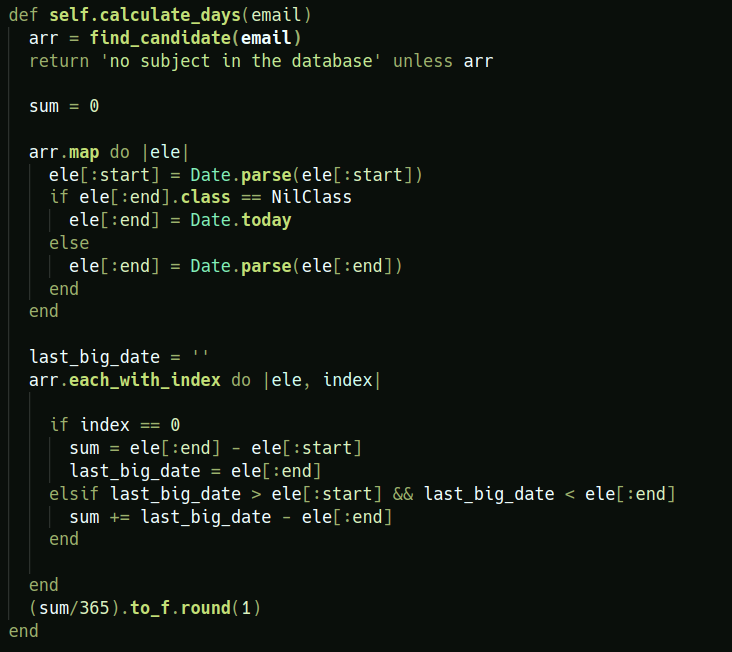 def self.calculate_days(email)
  arr = find_candidate(email)
  return 'no subject in the database' unless arr

  sum = 0

  arr.map do |ele|
    ele[:start] = Date.parse(ele[:start])
    if ele[:end].class == NilClass
      ele[:end] = Date.today
    else
      ele[:end] = Date.parse(ele[:end])
    end
  end

  last_big_date = ''
  arr.each_with_index do |ele, index|

    if index == 0
      sum = ele[:end] - ele[:start]
      last_big_date = ele[:end]
    elsif last_big_date > ele[:start] && last_big_date < ele[:end]
      sum += last_big_date - ele[:end]
    end

  end
  (sum/365).to_f.round(1)
end